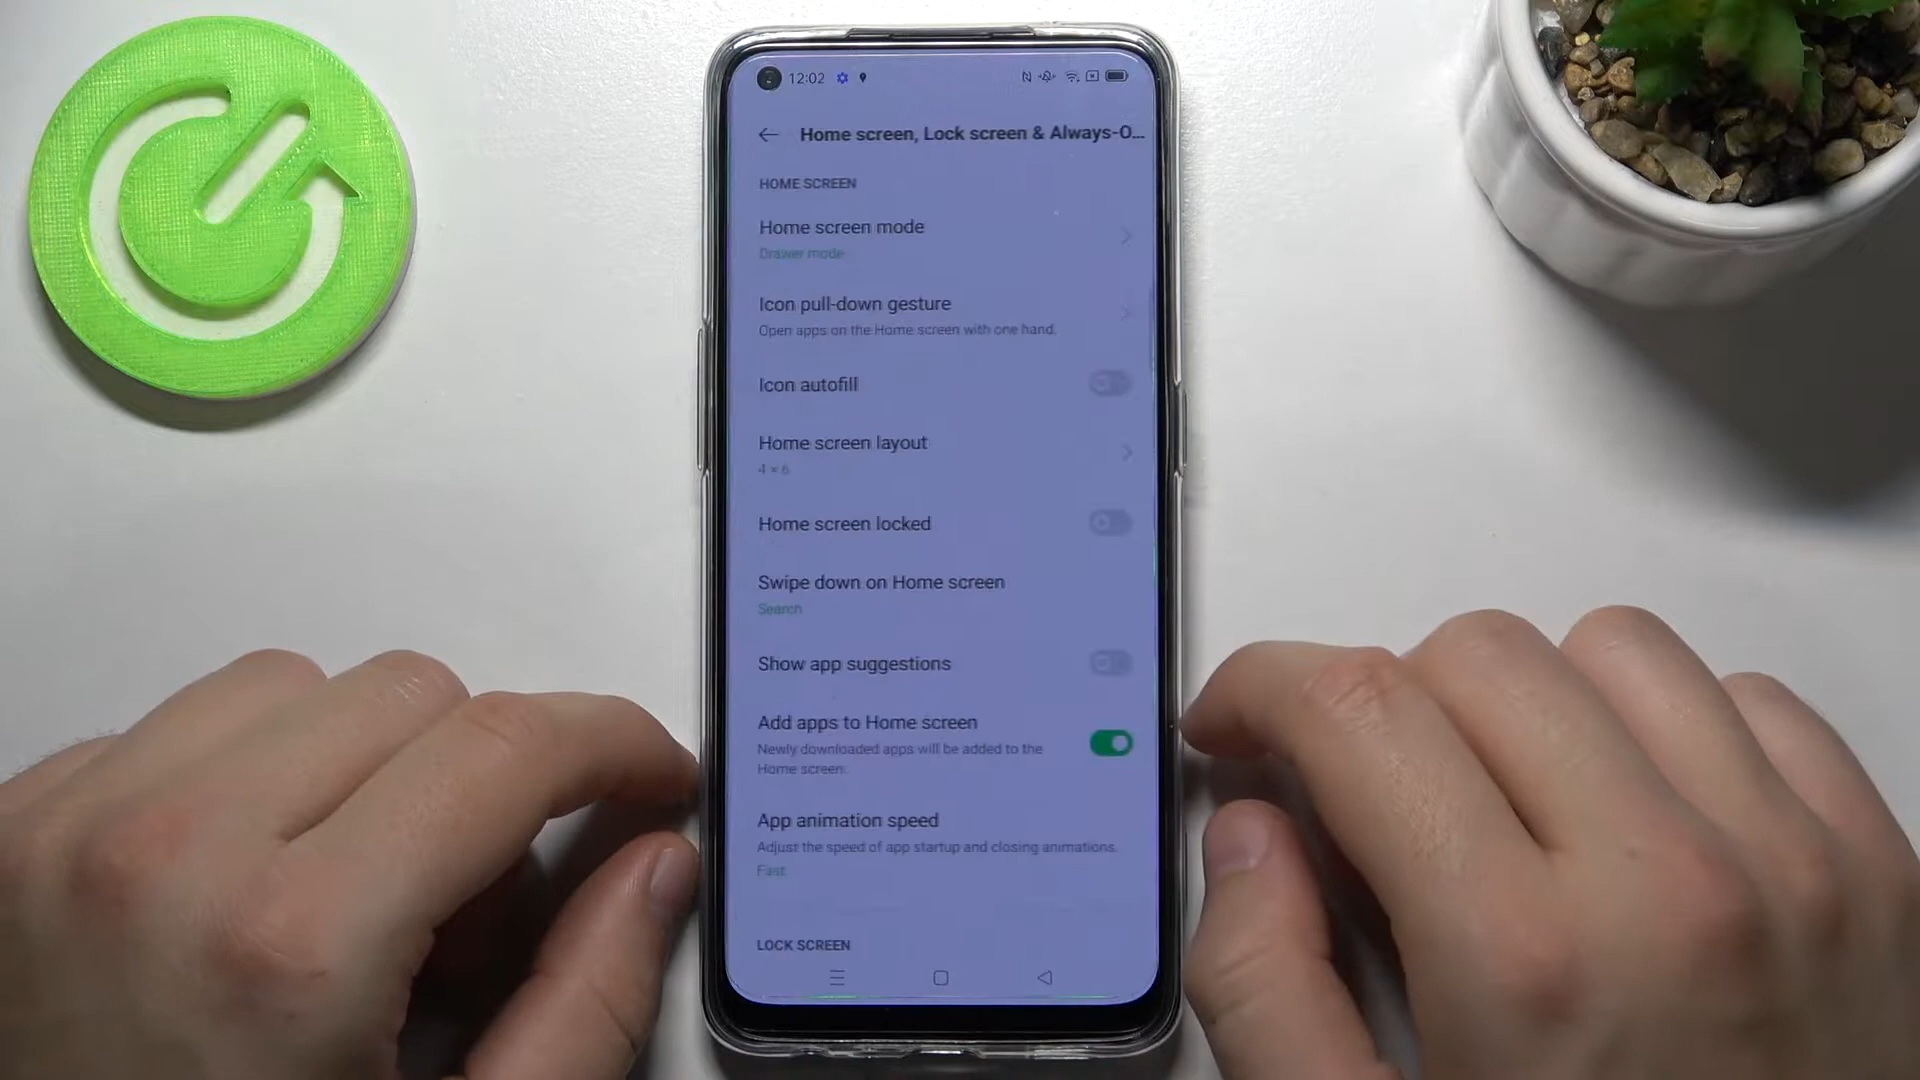 12:02
Home screen, Lock screen & Always-O...
HOME SCREEN
Home screen mode
Drawer mode
Icon pull-down gesture
Open apps on the Home screen with one hand.
Icon autofill
Home screen layout
4 × 6
Home screen locked
Swipe down on Home screen
Search
Show app suggestions
Add apps to Home screen
Newly downloaded apps will be added to the
Home screen.
App animation speed
Adjust the speed of app startup and closing animations.
Fast
LOCK SCREEN